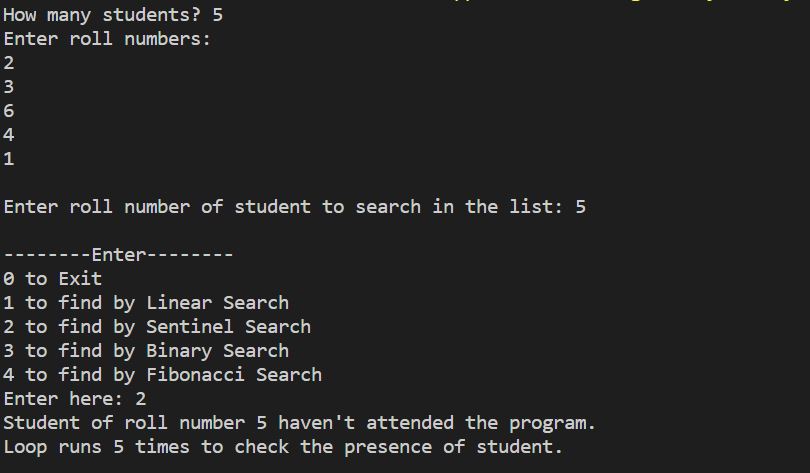 How many students? 5
Enter roll numbers:
2
3
6
4
1
Enter roll number of student to search in the list: 5
--------Enter--------
0 to Exit
1 to find by Linear Search
2 to find by Sentinel Search
3 to find by Binary Search
4 to find by Fibonacci Search
Enter here: 2
Student of roll number 5 haven't attended the program.
Loop runs 5 times to check the presence of student.